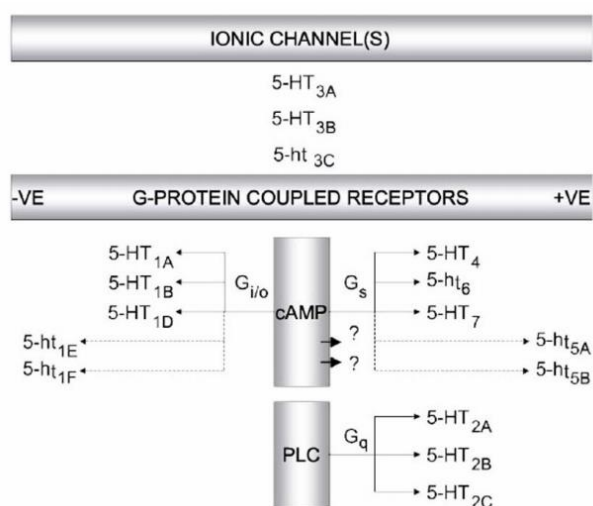 IONIC CHANNEL(S)
5-HT3A
5-HT3B
5-ht 3C
-VE G-PROTEIN COUPLED RECEPTORS +VE
5-HT1A 5-HT4
5-HT1B Gi/o Gs 5-ht6
5-HT1D cAMP 5-HT7
5-ht1E ? 5-ht5A
5-ht1F ? 5-ht5B
5-HT2A
Gq
PLC 5-HT2B
5-HT2C